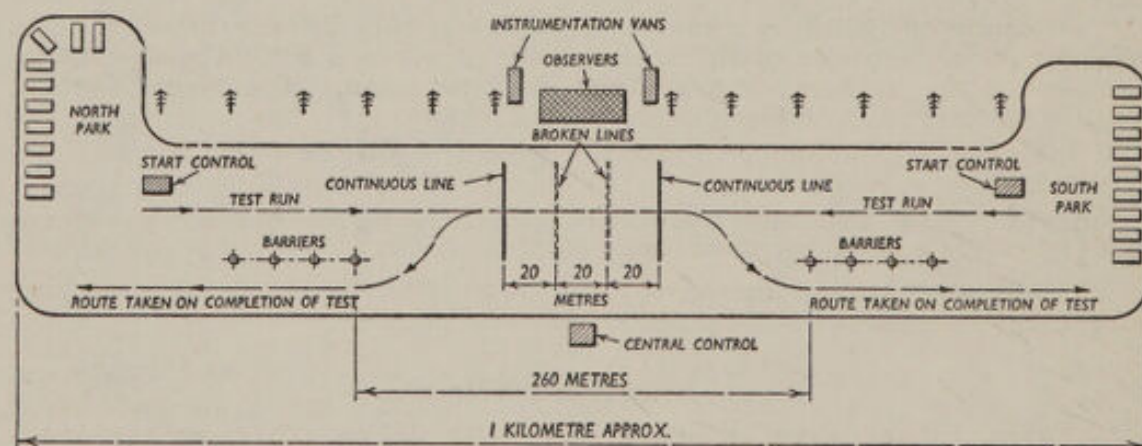 INSTRUMENTATION VANS
OBSERVERS
NORTH
PARK
BROKEN LINES
START CONTROL
START CONTROL
CONTINUOUS LINE
CONTINUOUS LINE
SOUTH
PARK
TEST RUN
TEST RUN
BARRIERS
BARRIERS
20 20 20
METRES
ROUTE TAKEN ON COMPLETION OF TEST
ROUTE TAKEN ON COMPLETION OF TEST
CENTRAL CONTROL
260 METRES
1 KILOMETRE APPROX.